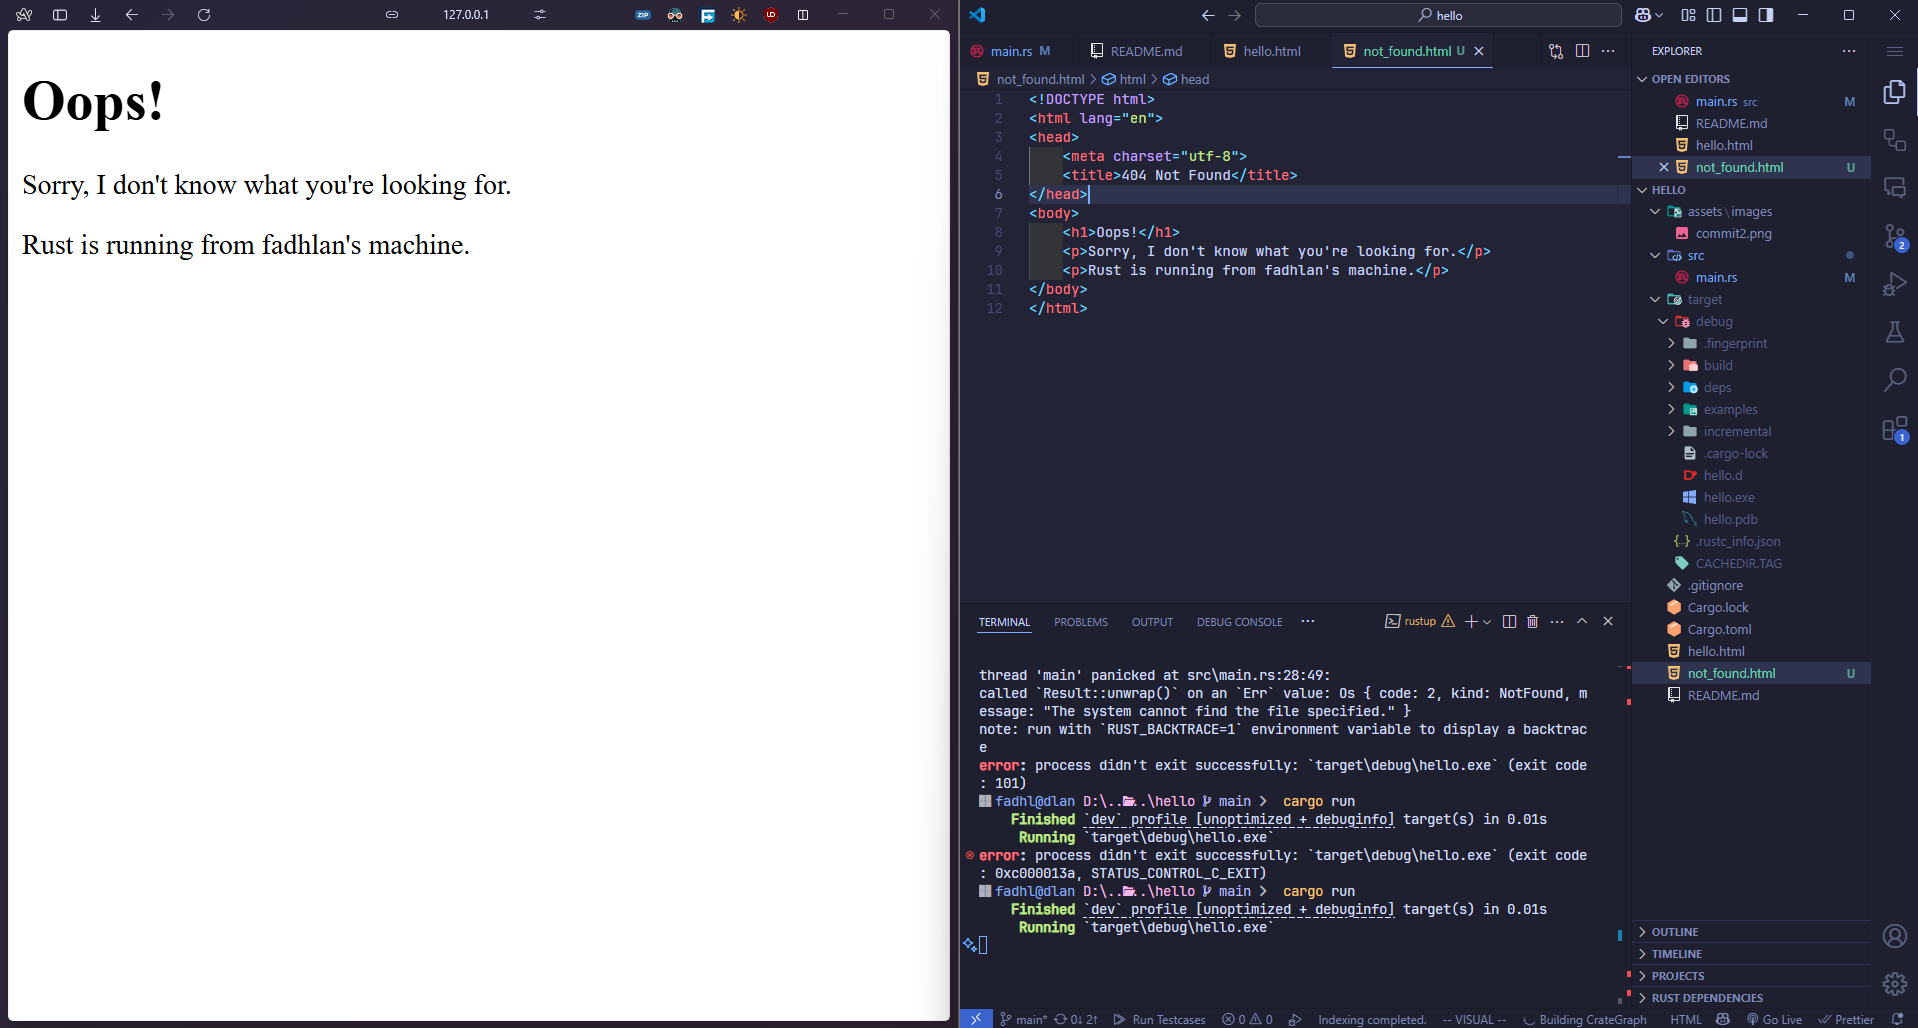 127.0.0.1
ZIP
Oops!
Sorry, I don't know what you're looking for.
Rust is running from fadhlan's machine.
hello
main.rs M
README.md
hello.html
not_found.html U
not_found.html > html > head
1 <!DOCTYPE html>
2 <html lang="en">
3 <head>
4 <meta charset="utf-8">
5 <title>404 Not Found</title>
6 </head>
7 <body>
8 <h1>Oops!</h1>
9 <p>Sorry, I don't know what you're looking for.</p>
10 <p>Rust is running from fadhlan's machine.</p>
11 </body>
12 </html>
TERMINAL PROBLEMS OUTPUT DEBUG CONSOLE
rustup
thread 'main' panicked at src\main.rs:28:49:
called `Result::unwrap()` on an `Err` value: Os { code: 2, kind: NotFound, m
essage: "The system cannot find the file specified." }
note: run with `RUST_BACKTRACE=1` environment variable to display a backtrac
e
error: process didn't exit successfully: `target\debug\hello.exe` (exit code
: 101)
fadhl@dlan D:\..\..\hello main > cargo run
Finished `dev` profile [unoptimized + debuginfo] target(s) in 0.01s
Running `target\debug\hello.exe`
error: process didn't exit successfully: `target\debug\hello.exe` (exit code
: 0xc000013a, STATUS_CONTROL_C_EXIT)
fadhl@dlan D:\..\..\hello main > cargo run
Finished `dev` profile [unoptimized + debuginfo] target(s) in 0.01s
Running `target\debug\hello.exe`
EXPLORER
OPEN EDITORS
main.rs src M
README.md
hello.html
not_found.html U
HELLO
assets\images
commit2.png
src
main.rs M
target
debug
.fingerprint
build
deps
examples
incremental
.cargo-lock
hello.d
hello.exe
hello.pdb
.rustc_info.json
CACHEDIR.TAG
.gitignore
Cargo.lock
Cargo.toml
hello.html
not_found.html U
README.md
OUTLINE
TIMELINE
PROJECTS
RUST DEPENDENCIES
2
1
main* 0↓ 2↑ Run Testcases 0 0 Indexing completed. -- VISUAL -- Building CrateGraph HTML Go Live Prettier